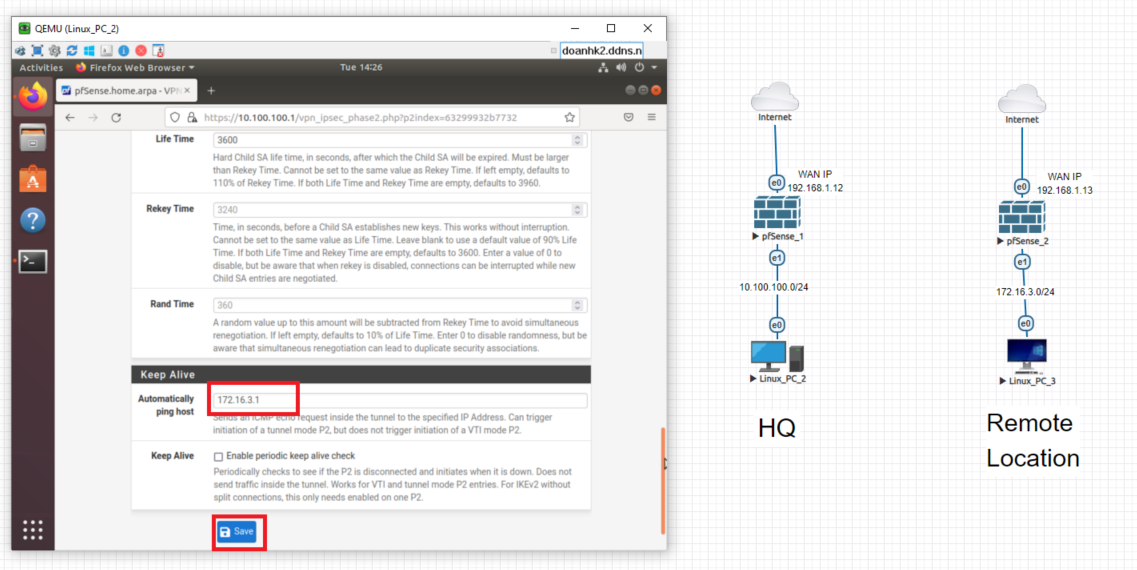 QEMU (Linux_PC_2)
doanhk2.ddns.n
Activities
Firefox Web Browser
Tue 14:26
pfSense.home.arpa - VPN
https://10.100.100.1/vpn_ipsec_phase2.php?p2index=63299932b7732
Life Time
3600
Hard Child SA life time, in seconds, after which the Child SA will be expired. Must be larger
than Rekey Time. Cannot be set to the same value as Rekey Time. If left empty, defaults to
110% of Rekey Time. If both Life Time and Rekey Time are empty, defaults to 3960.
Rekey Time
3240
Time, in seconds, before a Child SA establishes new keys. This works without interruption.
Cannot be set to the same value as Life Time. Leave blank to use a default value of 90% Life
Time. If both Life Time and Rekey Time are empty, defaults to 3600. Enter a value of 0 to
disable, but be aware that when rekey is disabled, connections can be interrupted while new
Child SA entries are negotiated.
Rand Time
360
A random value up to this amount will be subtracted from Rekey Time to avoid simultaneous
renegotiation. If left empty, defaults to 10% of Life Time. Enter 0 to disable randomness, but be
aware that simultaneous renegotiation can lead to duplicate security associations.
Keep Alive
Automatically
ping host
172.16.3.1
Sends an ICMP echo request inside the tunnel to the specified IP Address. Can trigger
initiation of a tunnel mode P2, but does not trigger initiation of a VTI mode P2.
Keep Alive
Enable periodic keep alive check
Periodically checks to see if the P2 is disconnected and initiates when it is down. Does not
send traffic inside the tunnel. Works for VTI and tunnel mode P2 entries. For IKEv2 without
split connections, this only needs enabled on one P2.
Save
Internet
WAN IP
e0
192.168.1.12
pfSense_1
e1
10.100.100.0/24
e0
Linux_PC_2
HQ
Internet
WAN IP
e0
192.168.1.13
pfSense_2
e1
172.16.3.0/24
e0
Linux_PC_3
Remote
Location